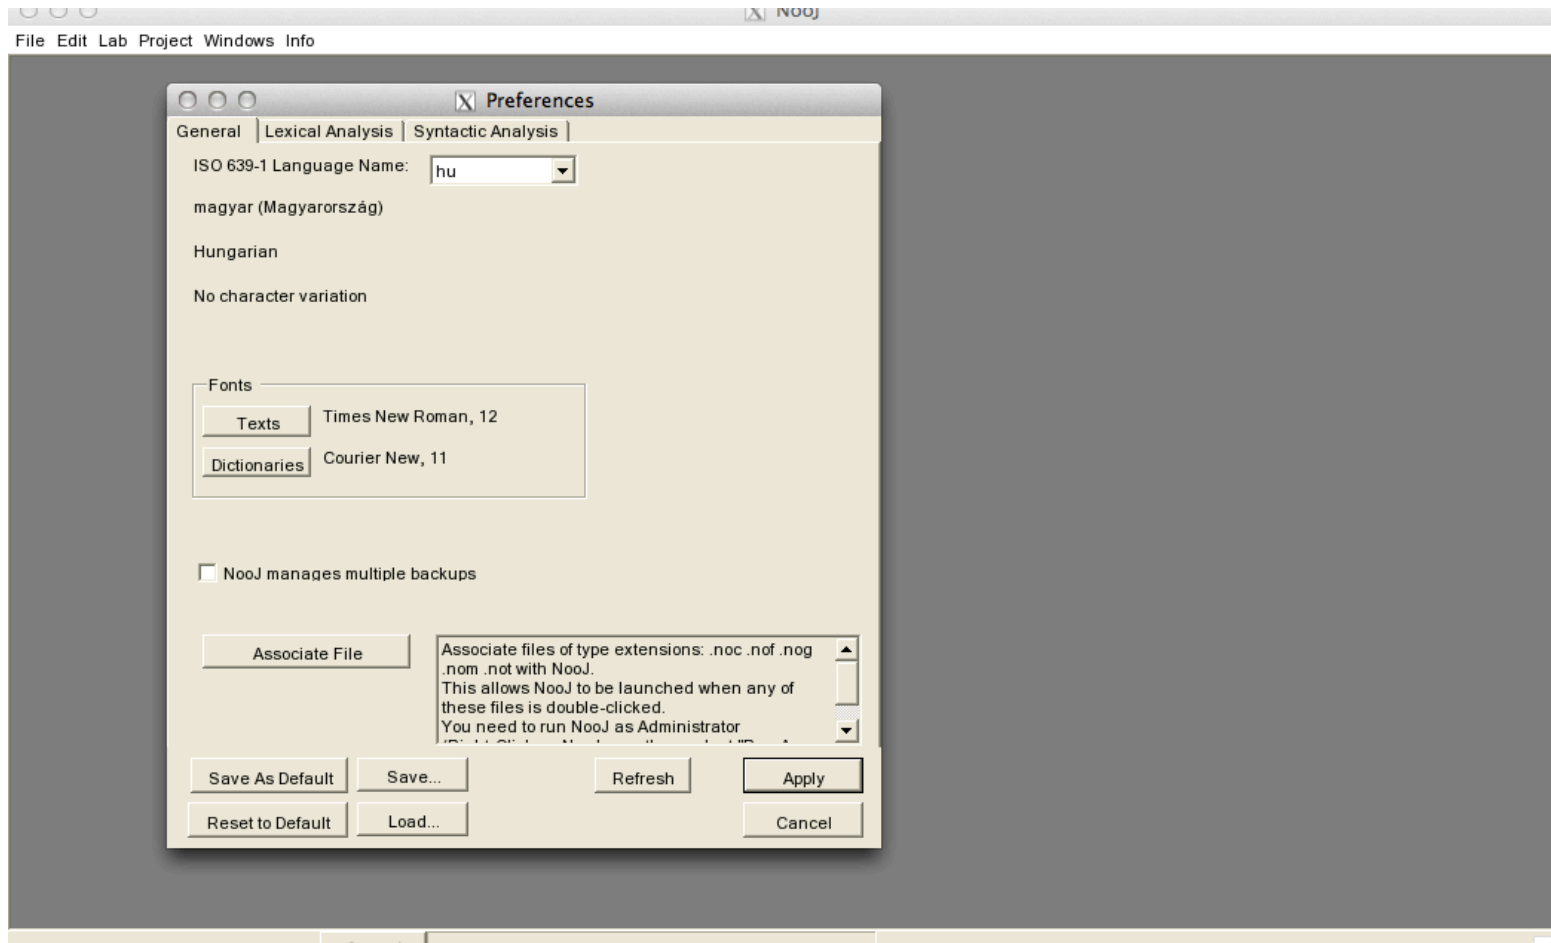 NooJ
File Edit Lab Project Windows Info
Preferences
General Lexical Analysis Syntactic Analysis
ISO 639-1 Language Name: hu
magyar (Magyarország)
Hungarian
No character variation
Fonts
Texts Times New Roman, 12
Dictionaries Courier New, 11
NooJ manages multiple backups
Associate File
Associate files of type extensions: .noc .nof .nog
.nom .not with NooJ.
This allows NooJ to be launched when any of
these files is double-clicked.
You need to run NooJ as Administrator
Save As Default Save... Refresh Apply
Reset to Default Load... Cancel